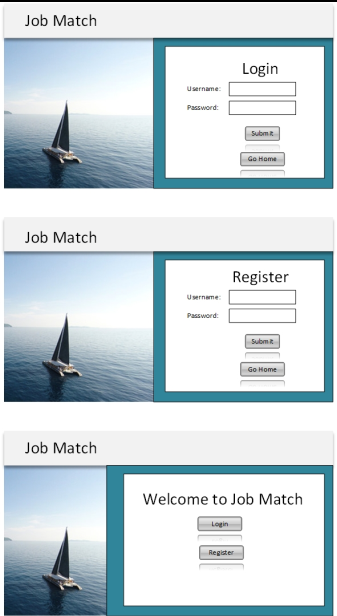 Job Match
Login
Username:
Password:
Submit
Go Home
Job Match
Register
Username:
Password:
Submit
Go Home
Job Match
Welcome to Job Match
Login
Register